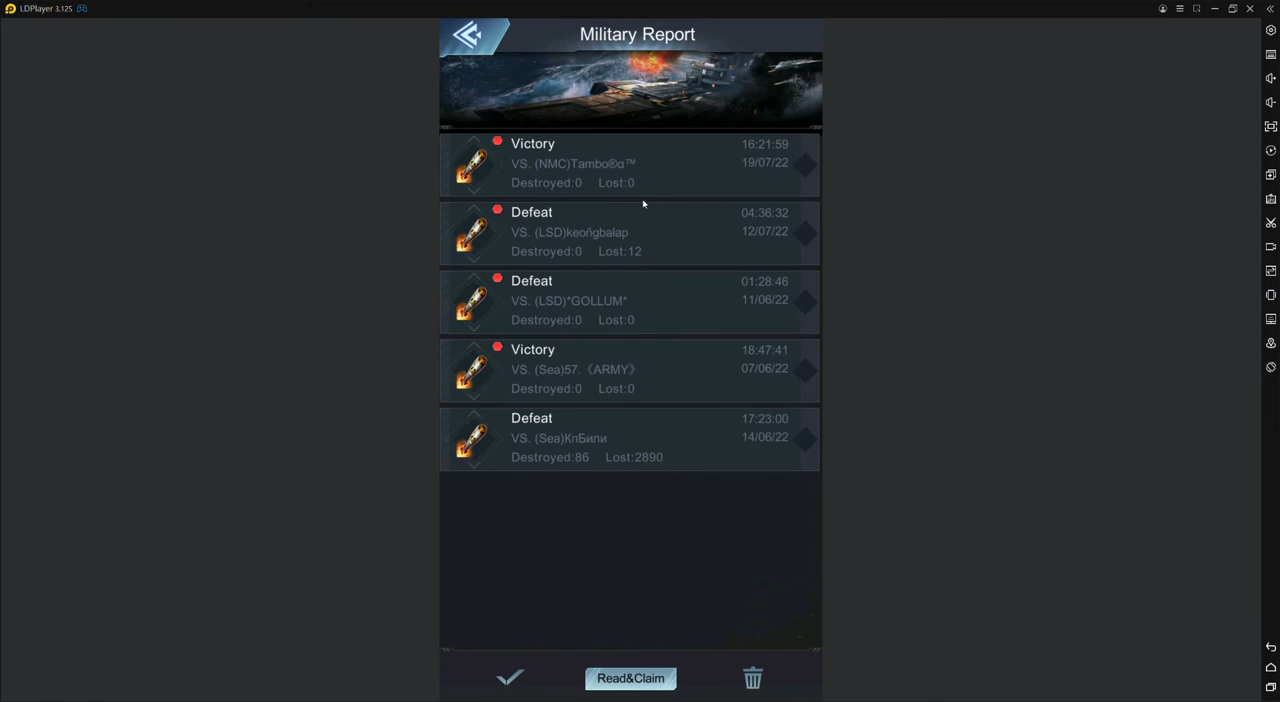 LDPlayer 3.125
Military Report
Victory
16:21:59
VS. (NMC)Tambo®α™
19/07/22
Destroyed:0 Lost:0
Defeat
04:36:32
VS. (LSD)keoñgbalap
12/07/22
Destroyed:0 Lost:12
Defeat
01:28:46
VS. (LSD)*GOLLUM*
11/06/22
Destroyed:0 Lost:0
Victory
18:47:41
VS. (Sea)57.《ARMY》
07/06/22
Destroyed:0 Lost:0
Defeat
17:23:00
VS. (Sea)КпБили
14/06/22
Destroyed:86 Lost:2890
Read&Claim